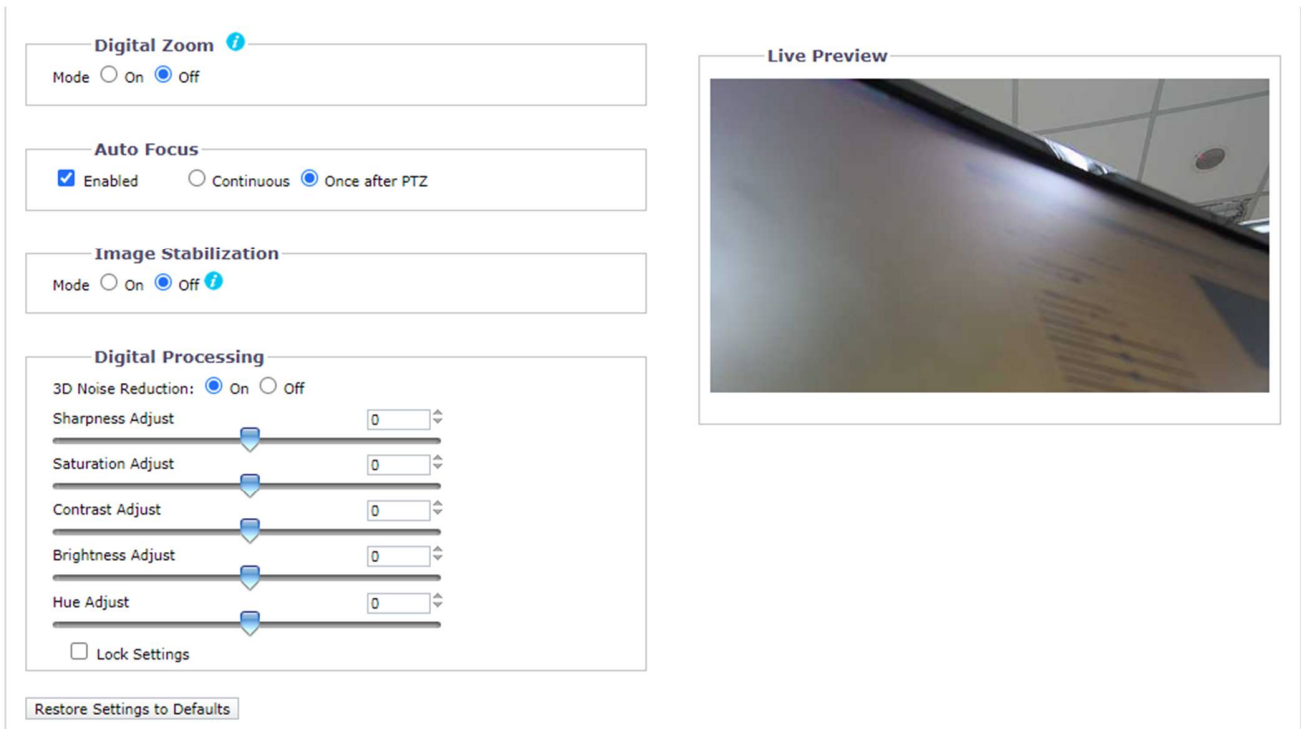 Digital Zoom
Mode On Off
Auto Focus
Enabled Continuous Once after PTZ
Image Stabilization
Mode On Off
Digital Processing
3D Noise Reduction: On Off
Sharpness Adjust 0
Saturation Adjust 0
Contrast Adjust 0
Brightness Adjust 0
Hue Adjust 0
Lock Settings
Restore Settings to Defaults
Live Preview